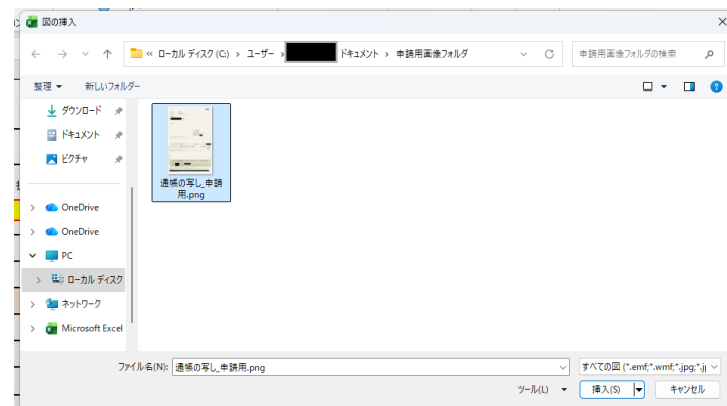 図の挿入
« ローカル ディスク (C:) › ユーザー › ドキュメント › 申請用画像フォルダ
申請用画像フォルダの検索
整理
新しいフォルダー
ダウンロード
ドキュメント
ピクチャ
OneDrive
OneDrive
PC
ローカル ディスク
ネットワーク
Microsoft Excel
通帳の写し_申請
用.png
ファイル名(N): 通帳の写し_申請用.png
すべての図 (*.emf;*.wmf;*.jpg;*.j
ツール(L)
挿入(S)
キャンセル